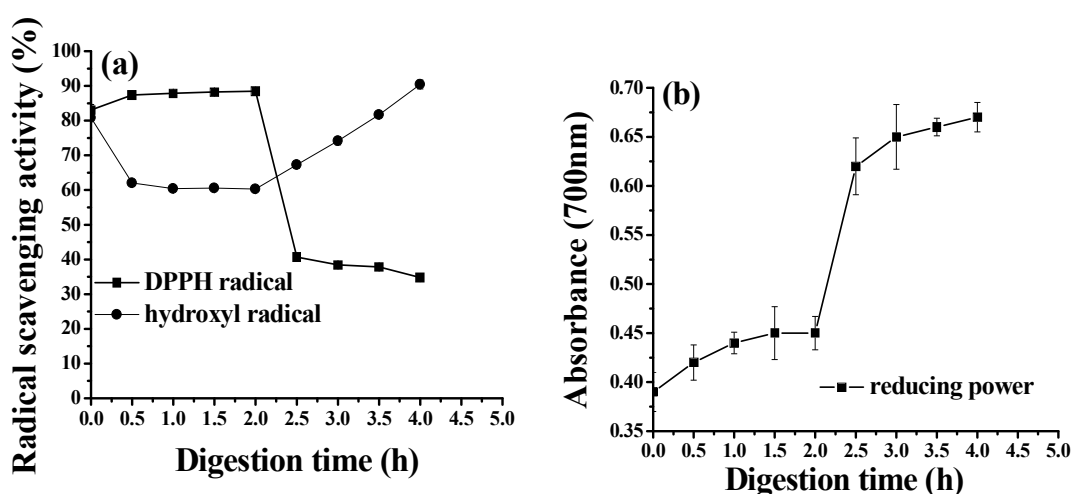 Radical scavenging activity (%)
100
90
80
70
60
50
40
30
20
10
0
(a)
DPPH radical
hydroxyl radical
0.0 0.5 1.0 1.5 2.0 2.5 3.0 3.5 4.0 4.5 5.0
Digestion time (h)
Absorbance (700nm)
0.70
0.65
0.60
0.55
0.50
0.45
0.40
0.35
(b)
reducing power
0.0 0.5 1.0 1.5 2.0 2.5 3.0 3.5 4.0 4.5 5.0
Digestion time (h)